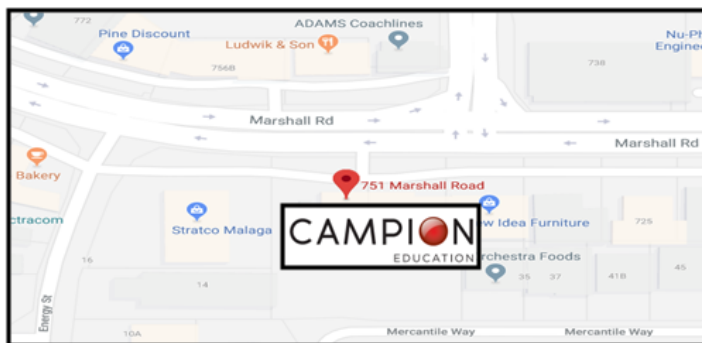 772
ADAMS Coachlines
Pine Discount
Ludwik & Son
Nu-Ph
Engine
756B
738
Marshall Rd
Marshall Rd
Bakery
751 Marshall Road
ctracom
Stratco Malaga
CAMPION
EDUCATION
ew Idea Furniture
725
rchestra Foods
16
14
35
37
41B
45
Energy St
10A
Mercantile Way
Mercantile Way